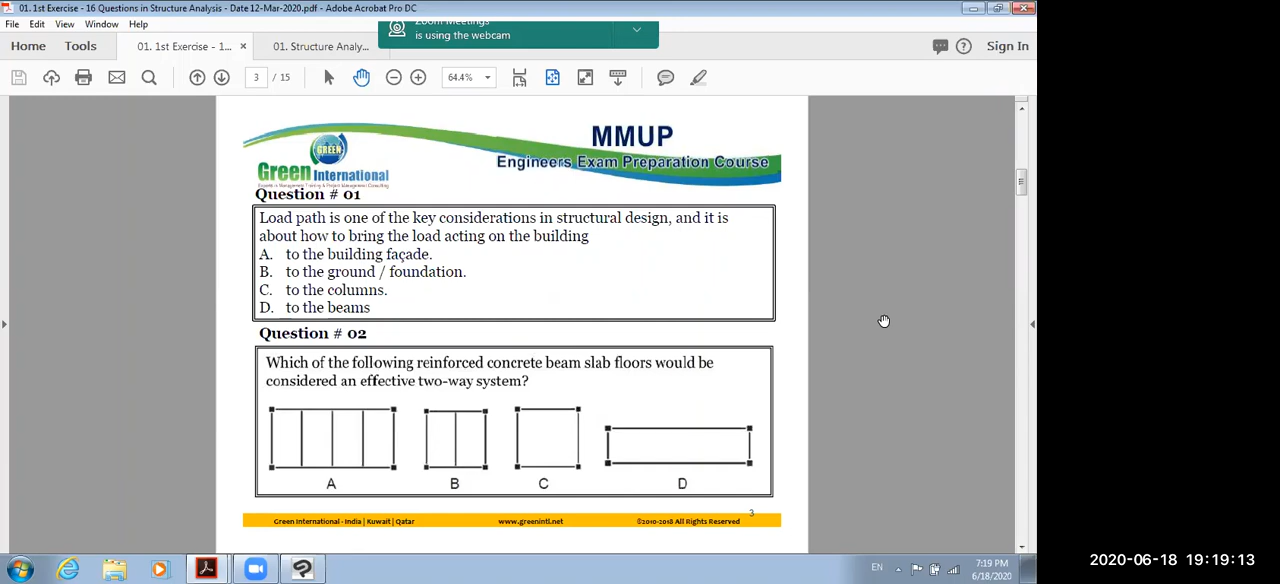 01. 1st Exercise - 16 Questions in Structure Analysis - Date 12-Mar-2020.pdf - Adobe Acrobat Pro DC
File Edit View Window Help
Zoom Meetings
is using the webcam
Home Tools 01. 1st Exercise - 1... × 01. Structure Analy... Sign In
3 / 15 64.4%
MMUP
Engineers Exam Preparation Course
GREEN
Green International
Question # 01
Load path is one of the key considerations in structural design, and it is
about how to bring the load acting on the building
A. to the building façade.
B. to the ground / foundation.
C. to the columns.
D. to the beams
Question # 02
Which of the following reinforced concrete beam slab floors would be
considered an effective two-way system?
A B C D
3
Green International - India | Kuwait | Qatar www.greenintl.net ©2010-2018 All Rights Reserved
EN 7:19 PM
6/18/2020
2020-06-18 19:19:13